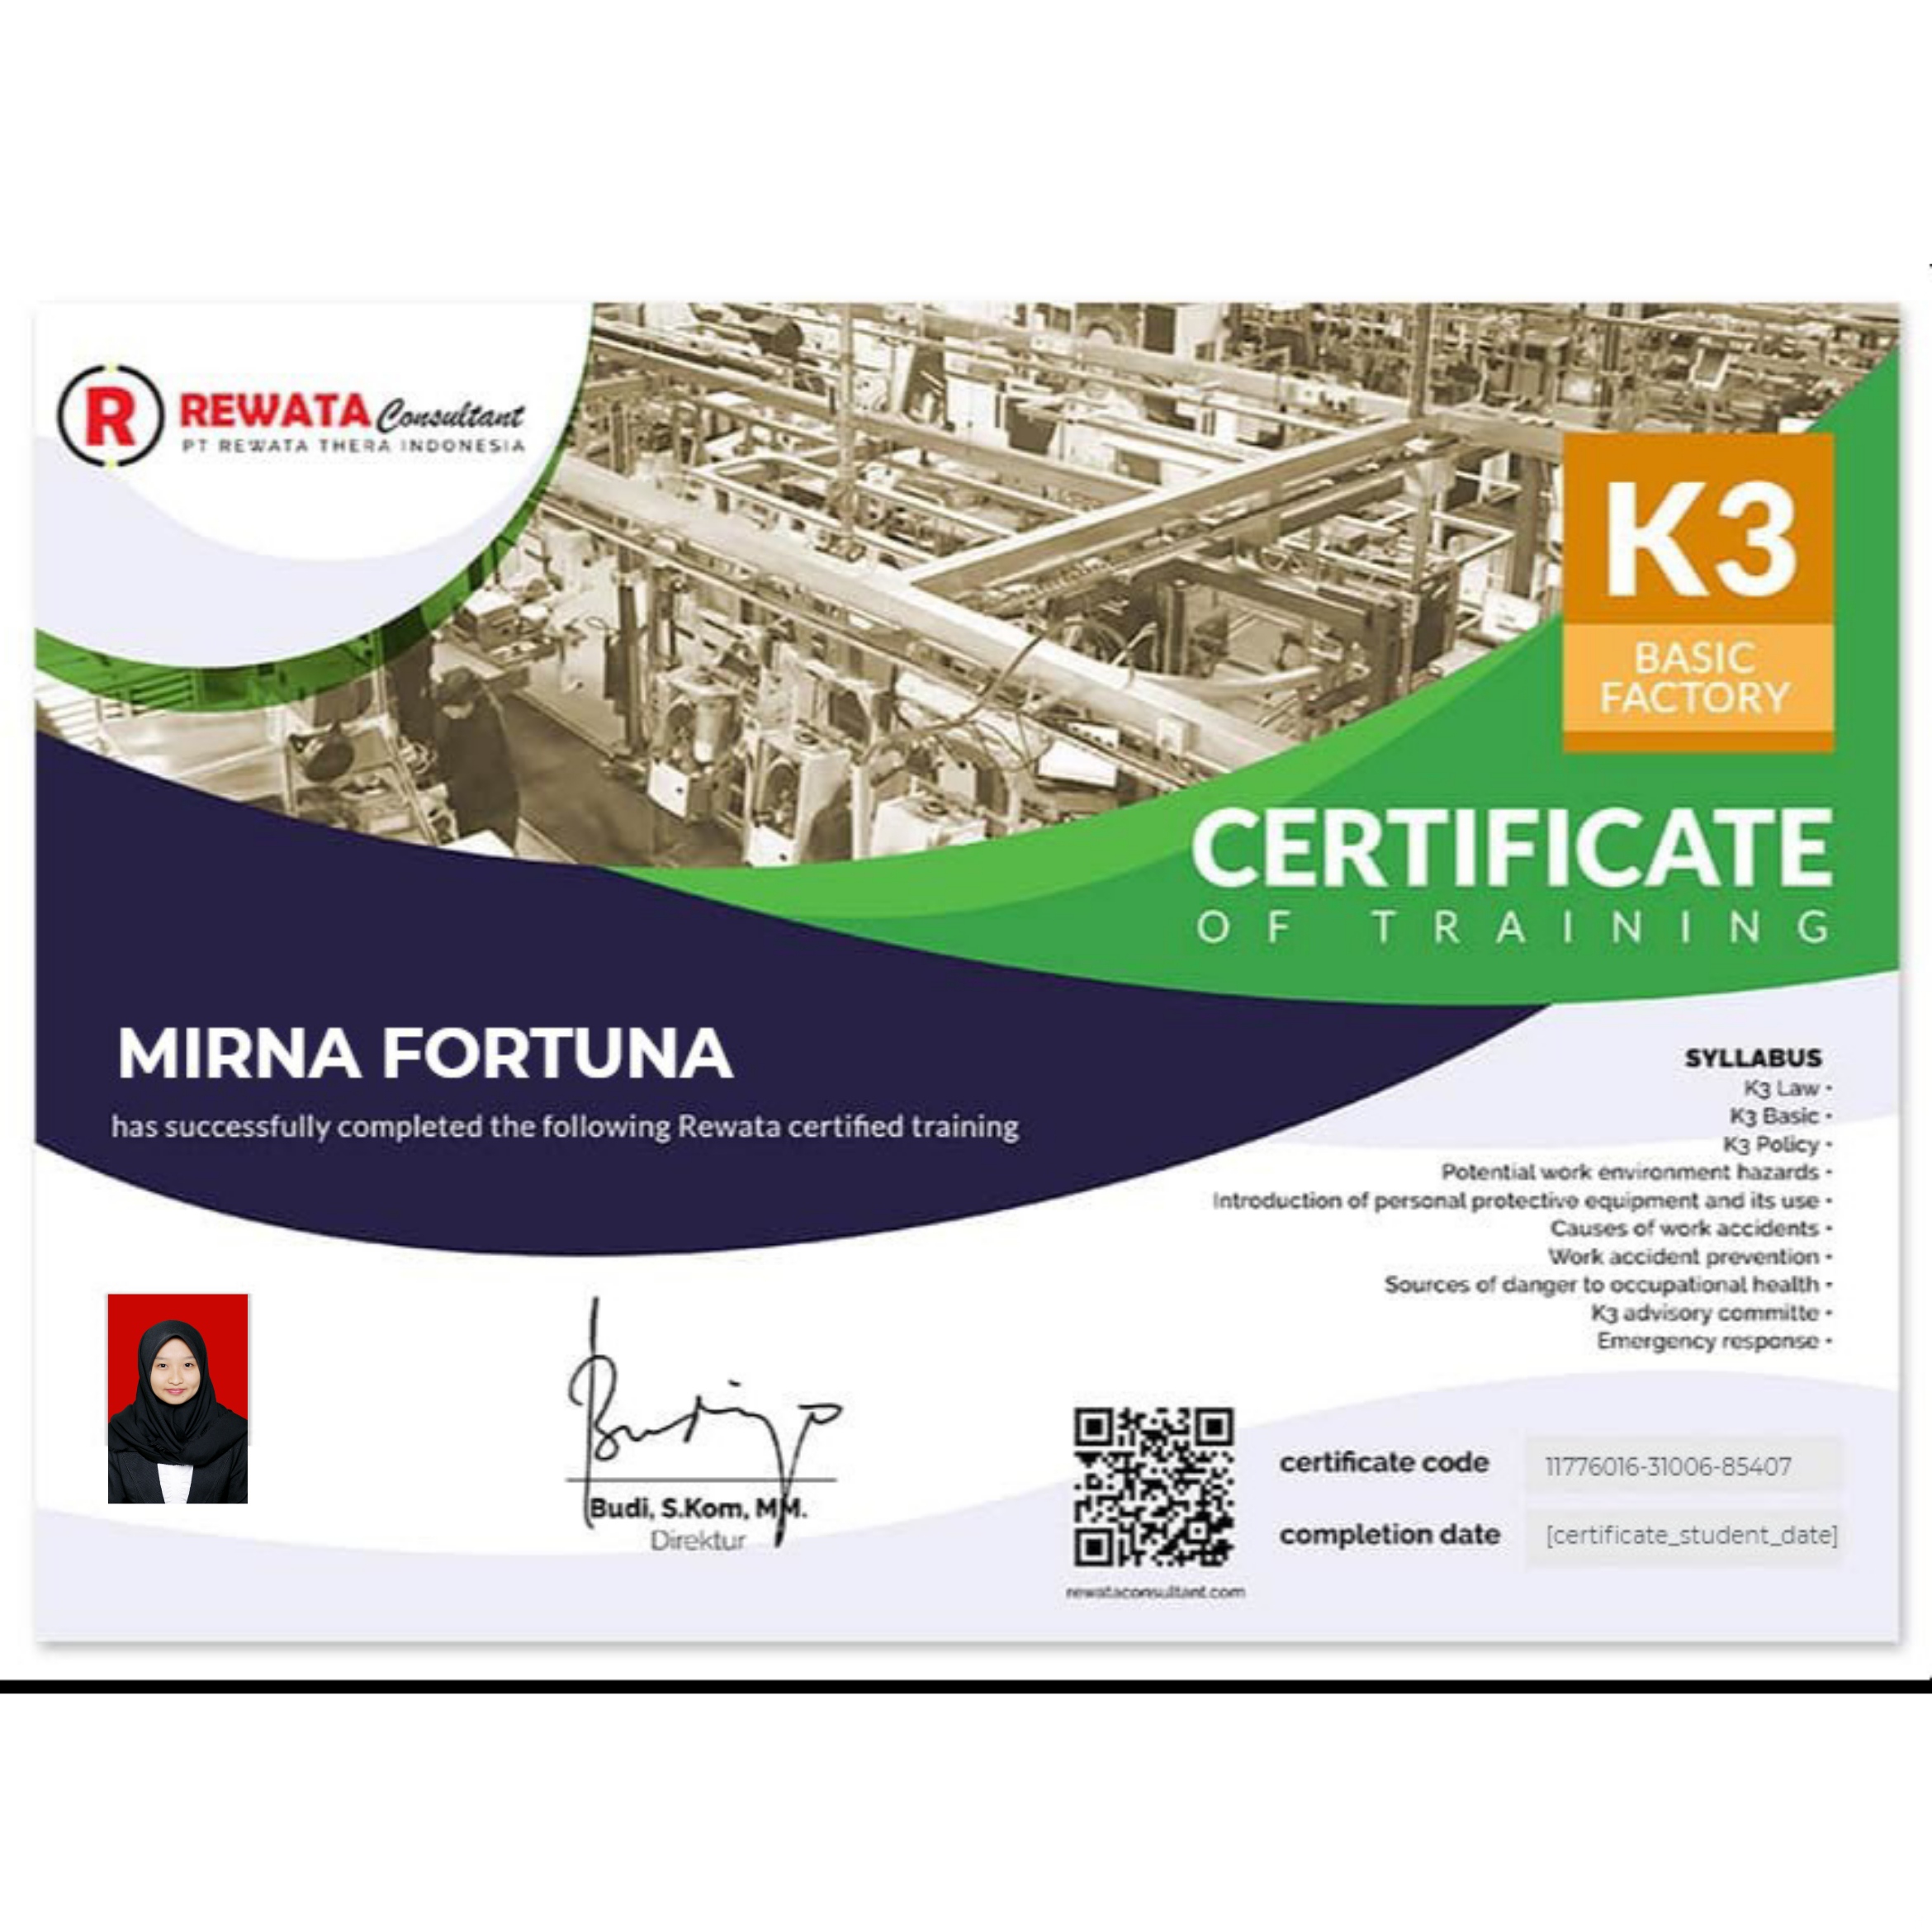 R
REWATA Consultant
PT REWATA THERA INDONESIA
K3
BASIC
FACTORY
CERTIFICATE
OF TRAINING
MIRNA FORTUNA
has successfully completed the following Rewata certified training
SYLLABUS
K3 Law •
K3 Basic •
K3 Policy •
Potential work environment hazards •
Introduction of personal protective equipment and its use •
Causes of work accidents •
Work accident prevention •
Sources of danger to occupational health •
K3 advisory committe •
Emergency response •
Budi, S.Kom, MM.
Direktur
rewataconsultant.com
certificate code 11776016-31006-85407
completion date [certificate_student_date]